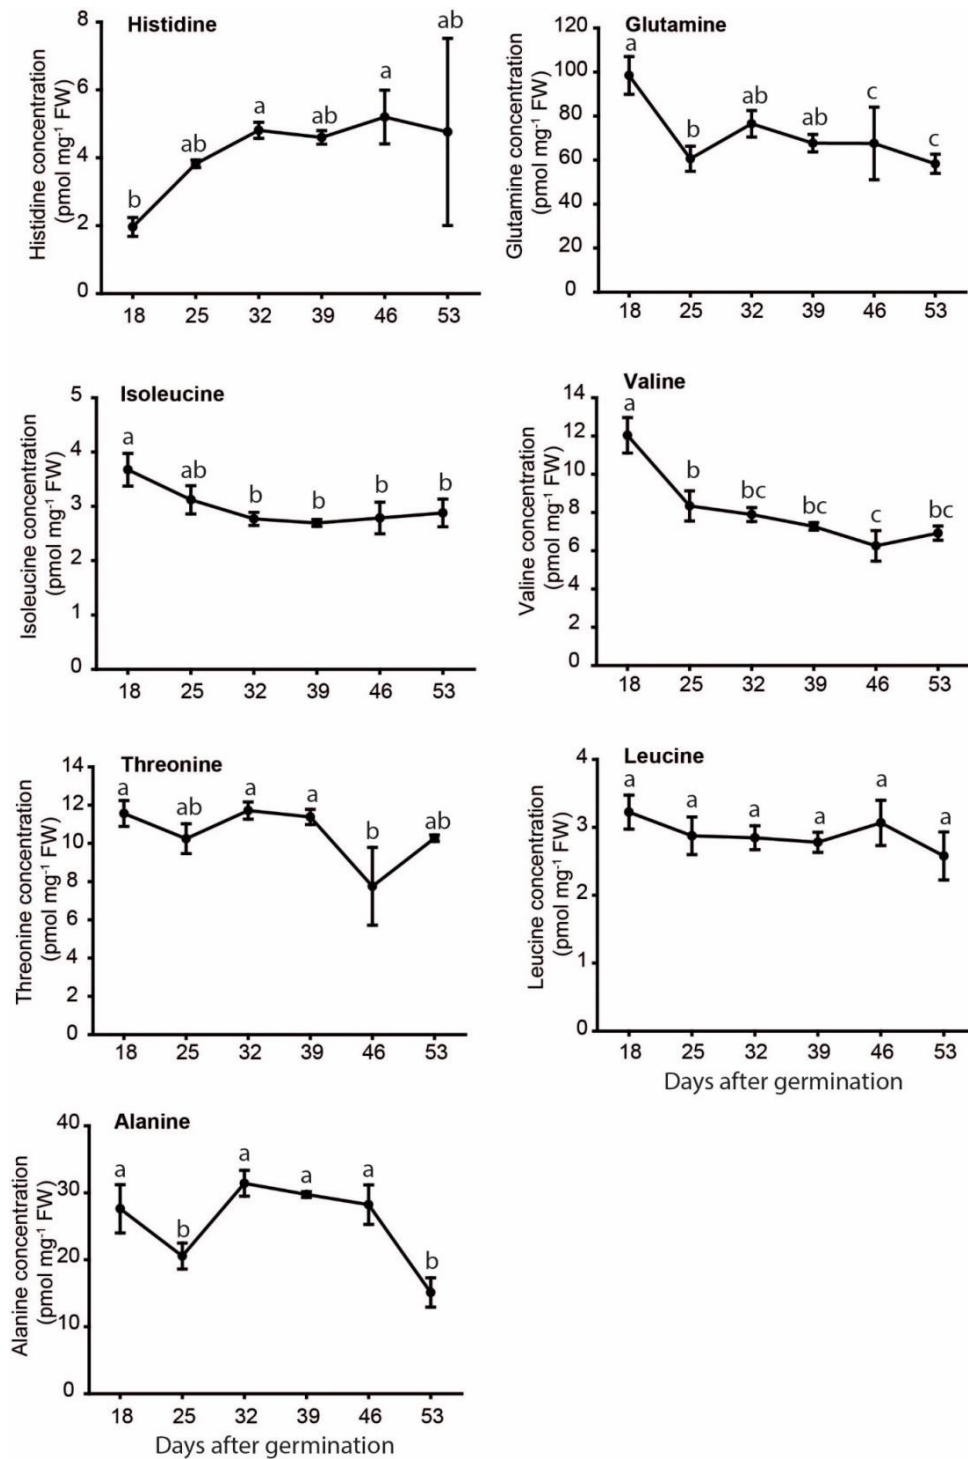 Histidine
Histidine concentration
(pmol mg⁻¹ FW)
8
6
4
2
0
b
ab
a
ab
a
ab
18 25 32 39 46 53
Glutamine
Glutamine concentration
(pmol mg⁻¹ FW)
120
100
80
60
40
20
0
a
b
ab
ab
c
c
18 25 32 39 46 53
Isoleucine
Isoleucine concentration
(pmol mg⁻¹ FW)
5
4
3
2
1
0
a
ab
b
b
b
b
18 25 32 39 46 53
Valine
Valine concentration
(pmol mg⁻¹ FW)
14
12
10
8
6
4
2
0
a
b
bc
bc
c
bc
18 25 32 39 46 53
Threonine
Threonine concentration
(pmol mg⁻¹ FW)
14
12
10
8
6
4
2
0
a
ab
a
a
b
ab
18 25 32 39 46 53
Leucine
Leucine concentration
(pmol mg⁻¹ FW)
4
3
2
1
0
a
a
a
a
a
a
18 25 32 39 46 53
Days after germination
Alanine
Alanine concentration
(pmol mg⁻¹ FW)
40
30
20
10
0
a
b
a
a
a
b
18 25 32 39 46 53
Days after germination